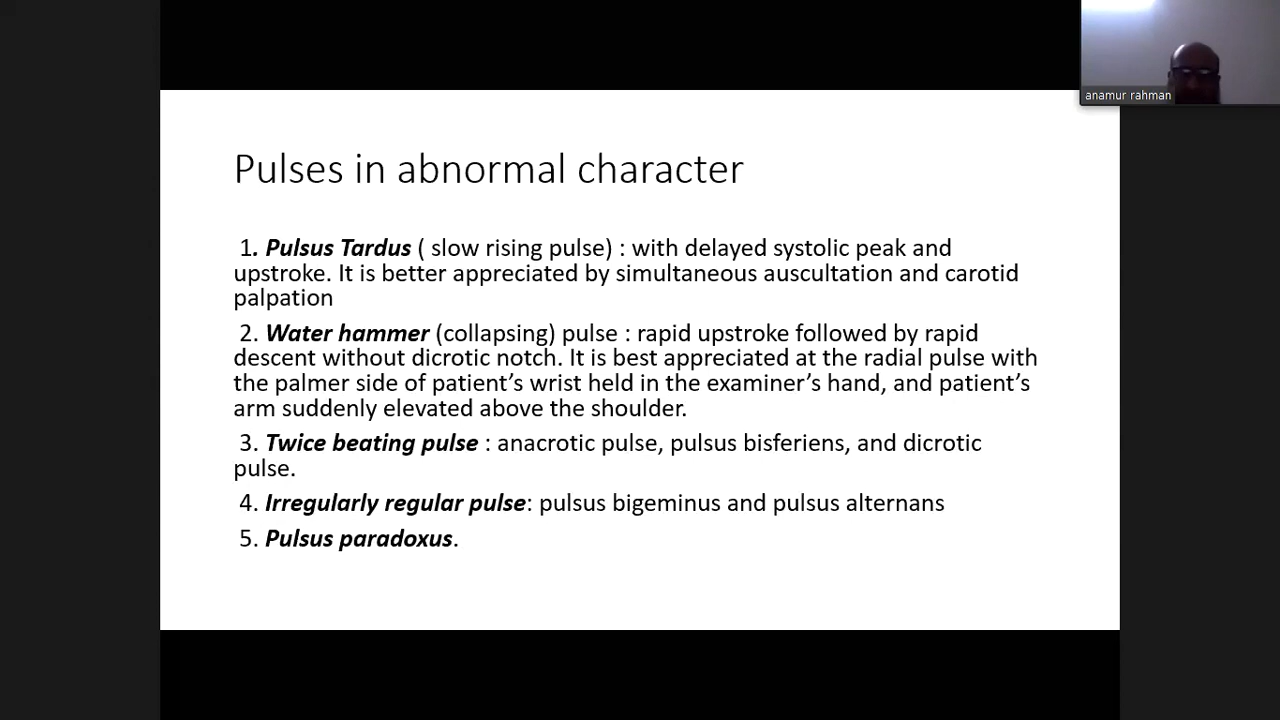 anamur rahman
Pulses in abnormal character
1. Pulsus Tardus ( slow rising pulse) : with delayed systolic peak and
upstroke. It is better appreciated by simultaneous auscultation and carotid
palpation
2. Water hammer (collapsing) pulse : rapid upstroke followed by rapid
descent without dicrotic notch. It is best appreciated at the radial pulse with
the palmer side of patient’s wrist held in the examiner’s hand, and patient’s
arm suddenly elevated above the shoulder.
3. Twice beating pulse : anacrotic pulse, pulsus bisferiens, and dicrotic
pulse.
4. Irregularly regular pulse: pulsus bigeminus and pulsus alternans
5. Pulsus paradoxus.